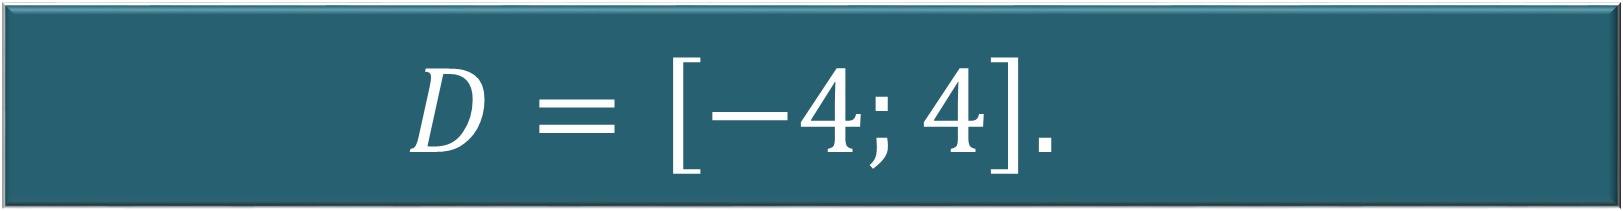 D = [−4; 4].